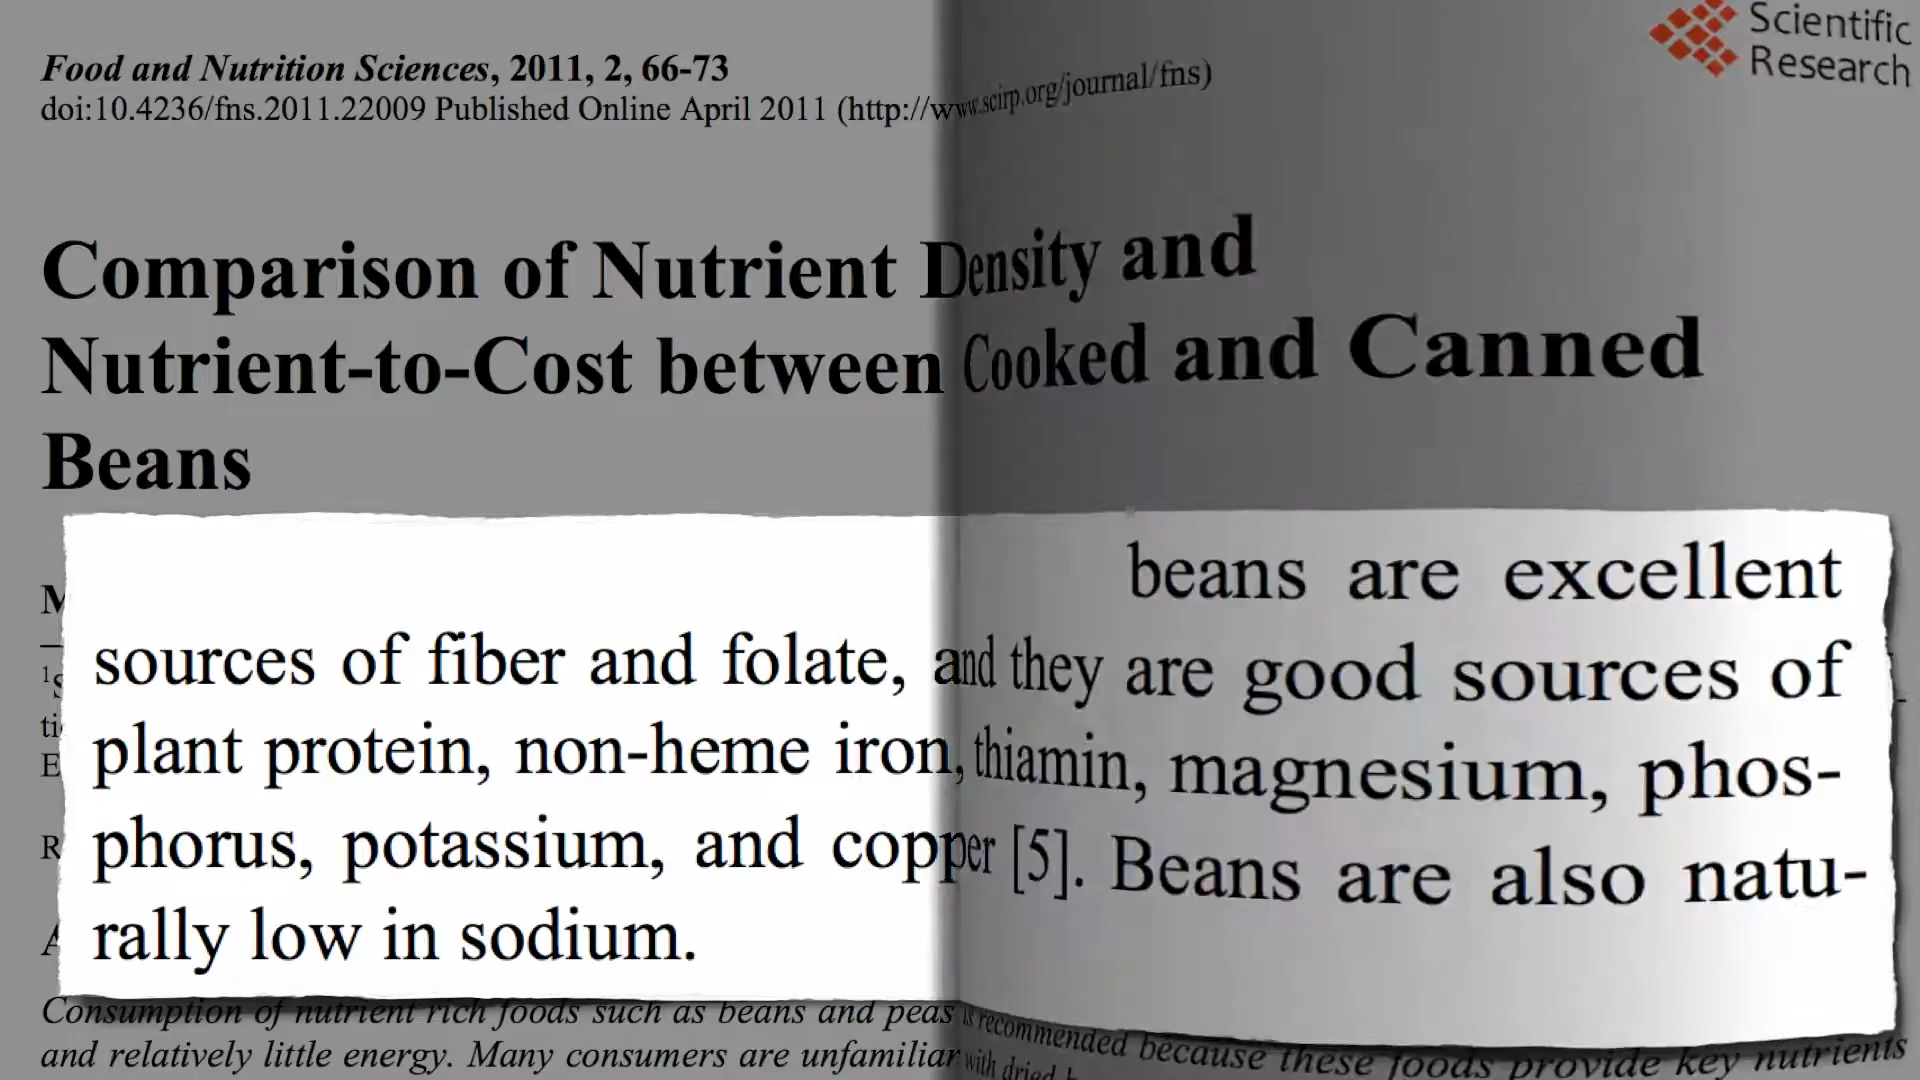 Scientific
Research
Food and Nutrition Sciences, 2011, 2, 66-73
doi:10.4236/fns.2011.22009 Published Online April 2011 (http://www.scirp.org/journal/fns)
Comparison of Nutrient Density and
Nutrient-to-Cost between Cooked and Canned
Beans
beans are excellent
sources of fiber and folate, and they are good sources of
plant protein, non-heme iron, thiamin, magnesium, phos-
phorus, potassium, and copper [5]. Beans are also natu-
rally low in sodium.
Consumption of nutrient rich foods such as beans and peas is recommended because these foods provide key nutrients
and relatively little energy. Many consumers are unfamiliar with dried